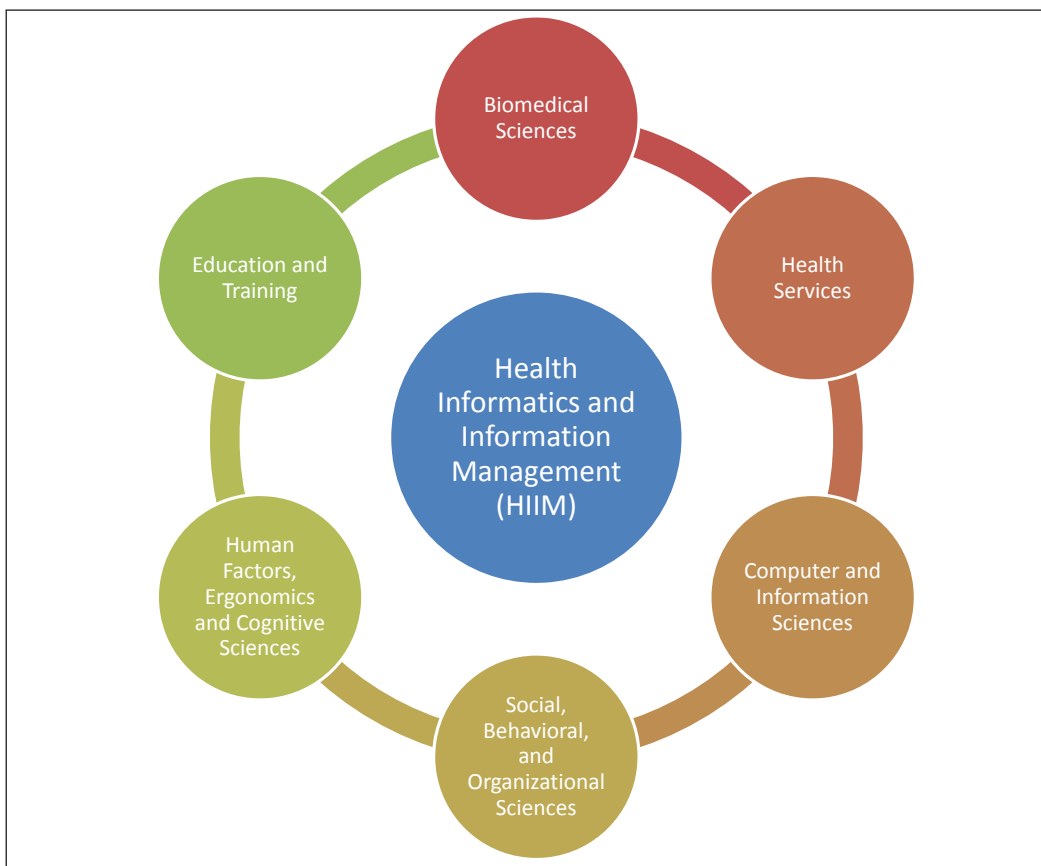 Biomedical
Sciences
Health
Services
Computer and
Information
Sciences
Social,
Behavioral,
and
Organizational
Sciences
Human
Factors,
Ergonomics
and Cognitive
Sciences
Education and
Training
Health
Informatics and
Information
Management
(HIIM)